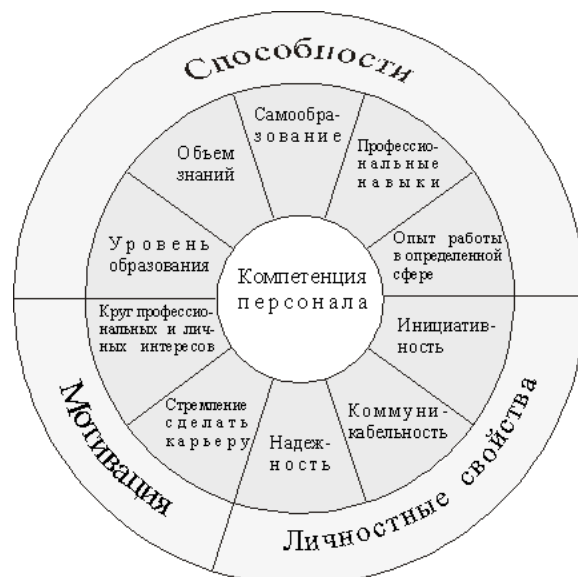 Способности
Самообра-
зование
Профессио-
нальные
навыки
Опыт работы
в определенной
сфере
Инициатив-
ность
Коммуни-
кабельность
Надеж-
ность
Стремление
сделать
карьеру
Круг профессио-
нальных и лич-
ных интересов
Уровень
образования
Объем
знаний
Компетенция
персонала
Мотивация
Личностные свойства